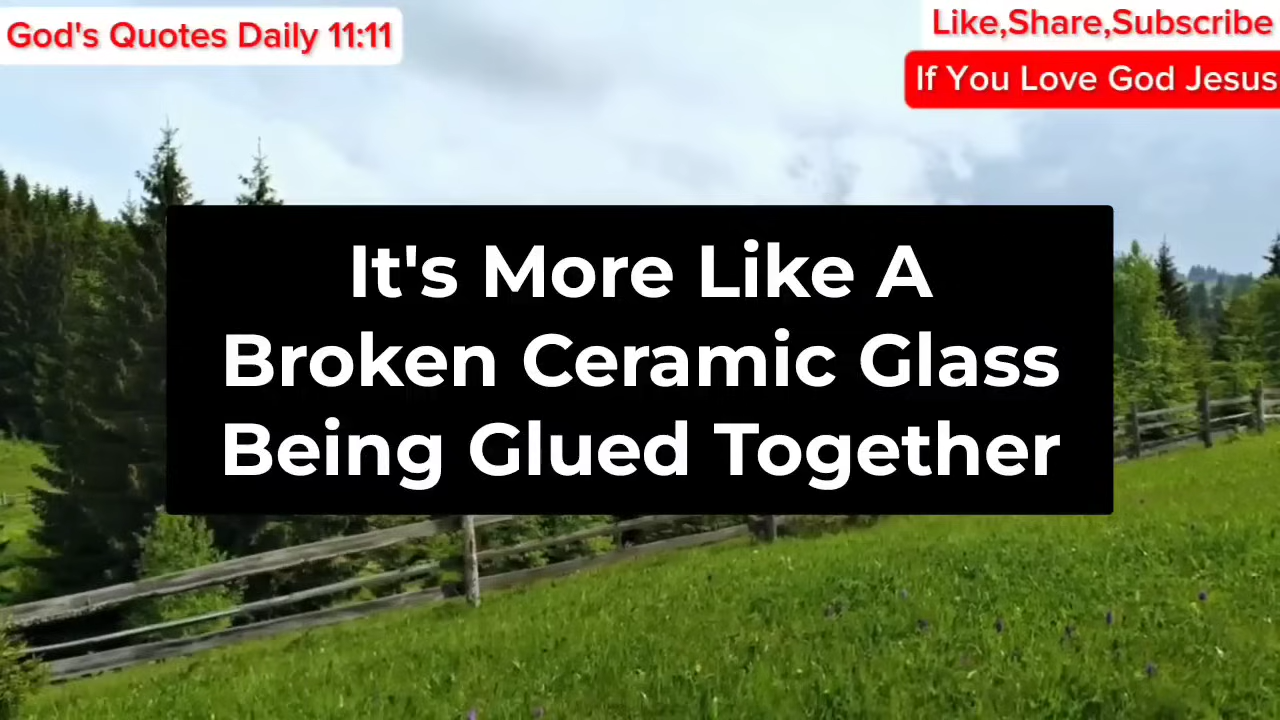 God's Quotes Daily 11:11
Like,Share,Subscribe
If You Love God Jesus
It's More Like A
Broken Ceramic Glass
Being Glued Together